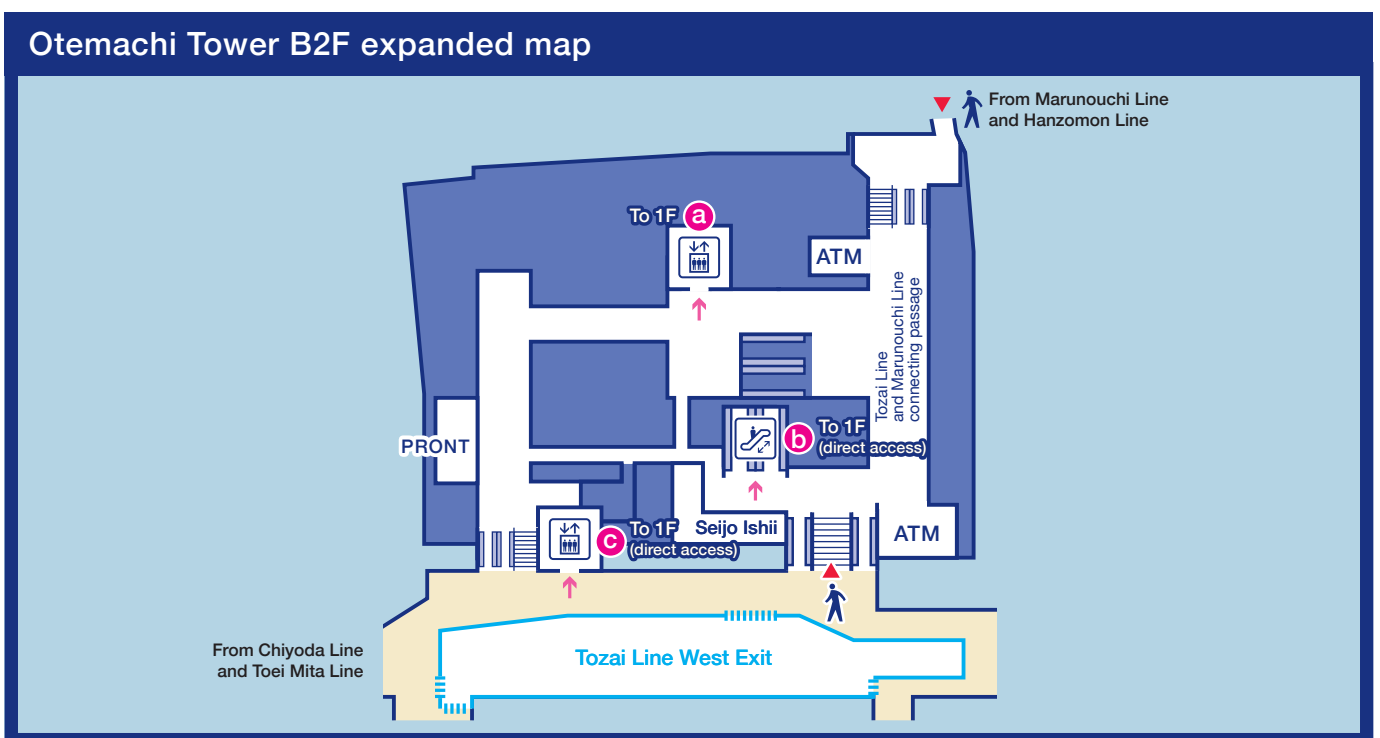 Otemachi Tower B2F expanded map
From Marunouchi Line
and Hanzomon Line
To 1F
a
ATM
Tozai Line
and Marunouchi Line
connecting passage
PRONT
b
To 1F
(direct access)
c
To 1F
(direct access)
Seijo Ishii
ATM
From Chiyoda Line
and Toei Mita Line
Tozai Line West Exit